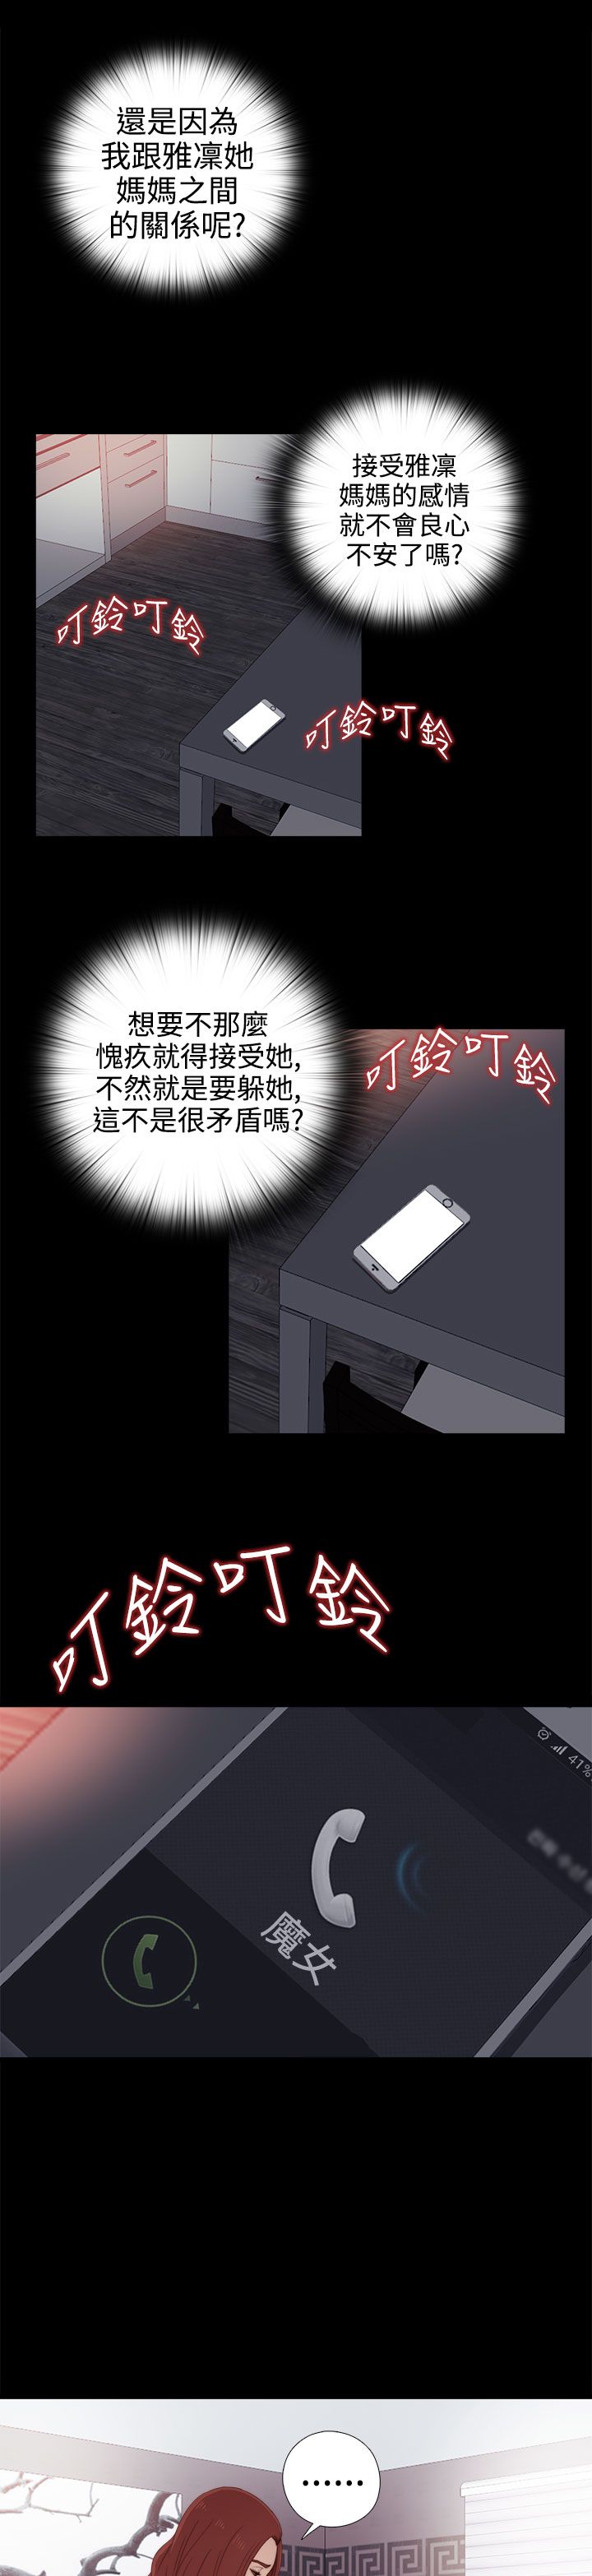 還是因為
我跟雅凜她
媽媽之間
的關係呢?
接受雅凜
媽媽的感情
就不會良心
不安了嗎?
叮鈴叮鈴
叮鈴叮鈴
想要不那麼
愧疚就得接受她,
不然就是要躲她,
這不是很矛盾嗎?
叮鈴叮鈴
叮鈴叮鈴
41%
魔女
......